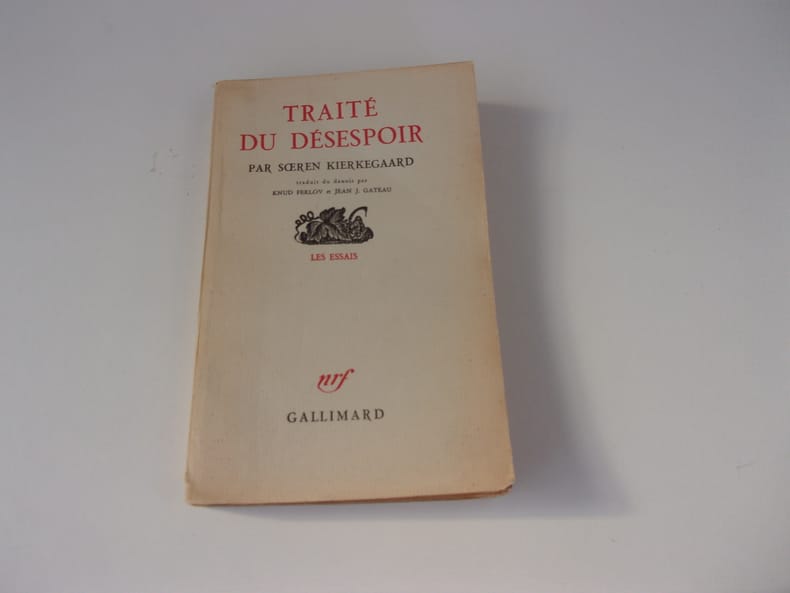 TRAITÉ
DU DÉSESPOIR
PAR SŒREN KIERKEGAARD
traduit du danois par
KNUD FERLOV et JEAN J. GATEAU
LES ESSAIS
nrf
GALLIMARD